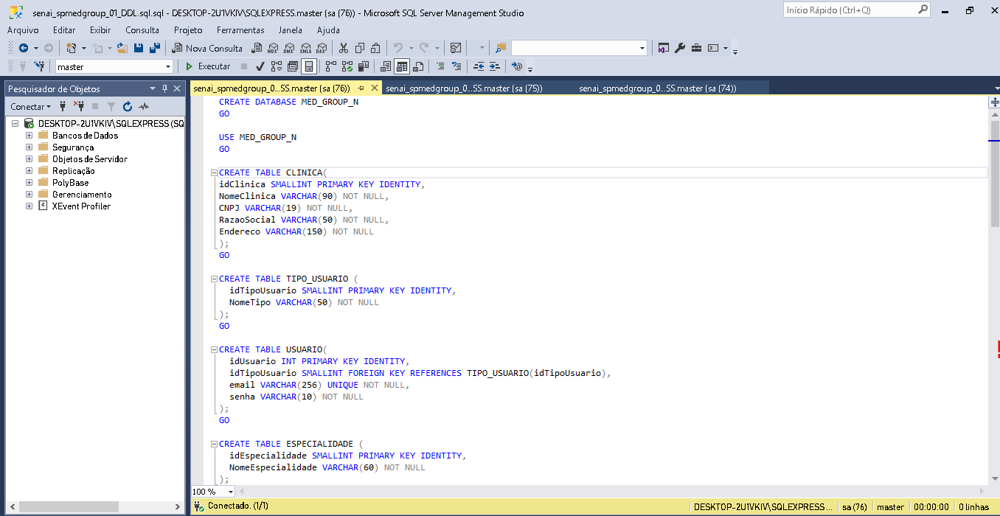 senai_spmedgroup_01_DDL.sql.sql - DESKTOP-2U1VKIV\SQLEXPRESS.master (sa (76)) - Microsoft SQL Server Management Studio
Início Rápido (Ctrl+Q)
Arquivo Editar Exibir Consulta Projeto Ferramentas Janela Ajuda
Nova Consulta MDX DMX XMLA DAX
master Executar
Pesquisador de Objetos
senai_spmedgroup_0...SS.master (sa (76)) senai_spmedgroup_0...SS.master (sa (75)) senai_spmedgroup_0...SS.master (sa (74))
Conectar
DESKTOP-2U1VKIV\SQLEXPRESS (SQ
Bancos de Dados
Segurança
Objetos de Servidor
Replicação
PolyBase
Gerenciamento
XEvent Profiler
CREATE DATABASE MED_GROUP_N
GO
USE MED_GROUP_N
GO
CREATE TABLE CLINICA(
idClinica SMALLINT PRIMARY KEY IDENTITY,
NomeClinica VARCHAR(90) NOT NULL,
CNPJ VARCHAR(19) NOT NULL,
RazaoSocial VARCHAR(50) NOT NULL,
Endereco VARCHAR(150) NOT NULL
);
GO
CREATE TABLE TIPO_USUARIO (
idTipoUsuario SMALLINT PRIMARY KEY IDENTITY,
NomeTipo VARCHAR(50) NOT NULL
);
GO
CREATE TABLE USUARIO(
idUsuario INT PRIMARY KEY IDENTITY,
idTipoUsuario SMALLINT FOREIGN KEY REFERENCES TIPO_USUARIO(idTipoUsuario),
email VARCHAR(256) UNIQUE NOT NULL,
senha VARCHAR(10) NOT NULL
);
GO
CREATE TABLE ESPECIALIDADE (
idEspecialidade SMALLINT PRIMARY KEY IDENTITY,
NomeEspecialidade VARCHAR(60) NOT NULL
);
100 %
Conectado. (1/1) DESKTOP-2U1VKIV\SQLEXPRESS ... sa (76) master 00:00:00 0 linhas